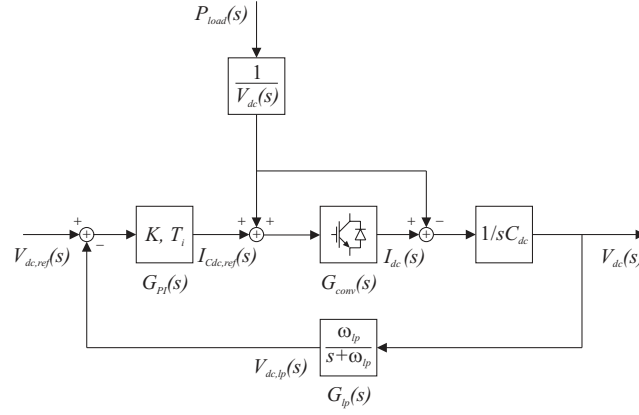 P_load(s)
1
V_dc(s)
+ + + + −
V_dc,ref(s) − K, T_i I_Cdc,ref(s) I_dc(s) 1/sC_dc V_dc(s)
G_PI(s) G_conv(s)
ω_lp
s+ω_lp
V_dc,lp(s)
G_lp(s)